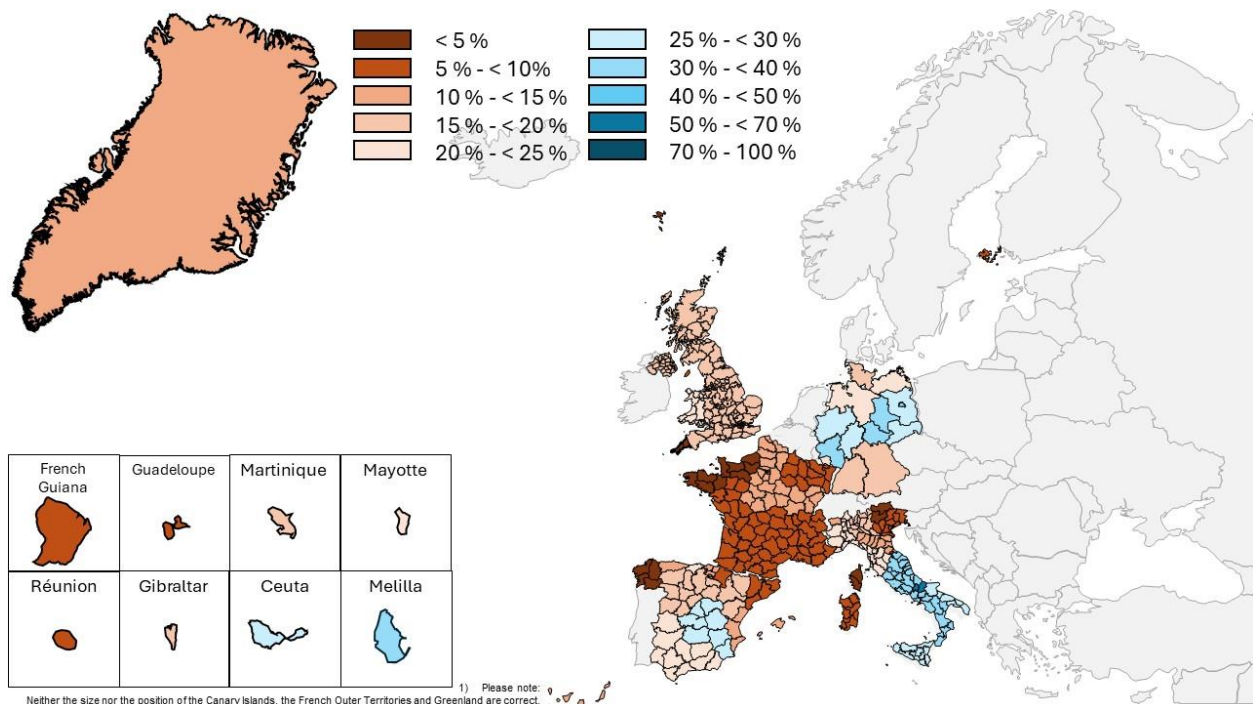 < 5 %
5 % - < 10%
10 % - < 15 %
15 % - < 20 %
20 % - < 25 %
25 % - < 30 %
30 % - < 40 %
40 % - < 50 %
50 % - < 70 %
70 % - 100 %
French
Guiana
Guadeloupe
Martinique
Mayotte
Réunion
Gibraltar
Ceuta
Melilla
1) Please note:
Neither the size nor the position of the Canary Islands, the French Outer Territories and Greenland are correct.